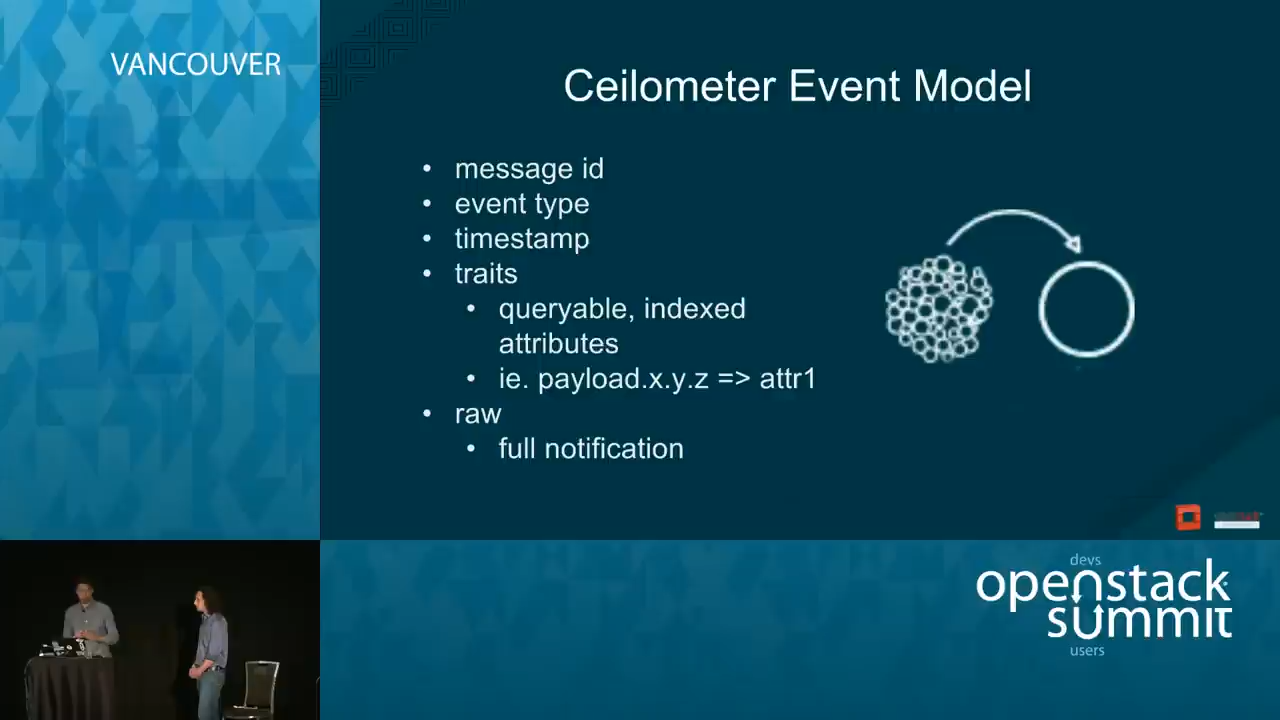 VANCOUVER
Ceilometer Event Model
• message id
• event type
• timestamp
• traits
• queryable, indexed
attributes
• ie. payload.x.y.z => attr1
• raw
• full notification
devs
openstack
summit
users